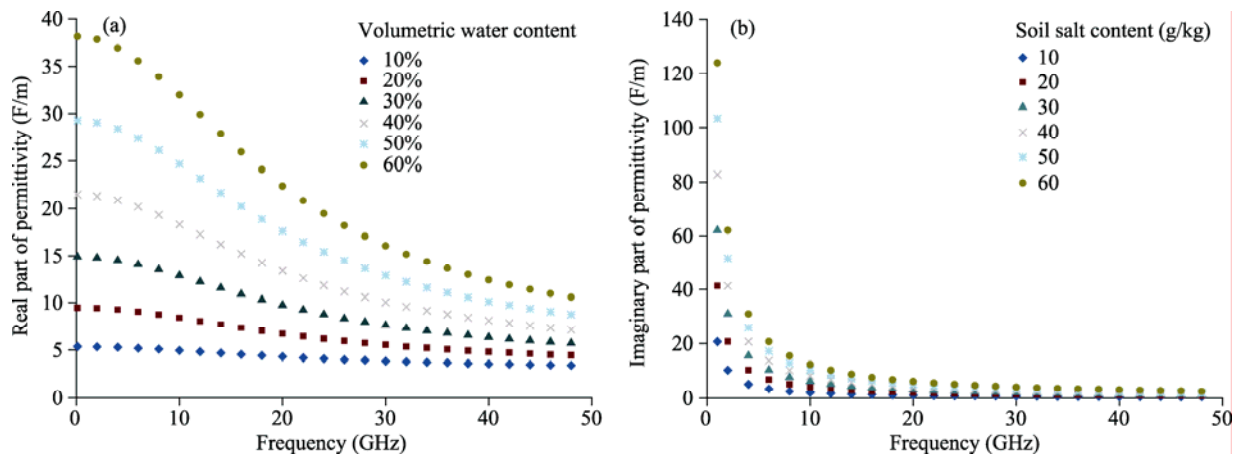 (a)
Volumetric water content
10%
20%
30%
40%
50%
60%
Real part of permittivity (F/m)
40
35
30
25
20
15
10
5
0
0 10 20 30 40 50
Frequency (GHz)
(b)
Soil salt content (g/kg)
10
20
30
40
50
60
Imaginary part of permittivity (F/m)
140
120
100
80
60
40
20
0
0 10 20 30 40 50
Frequency (GHz)